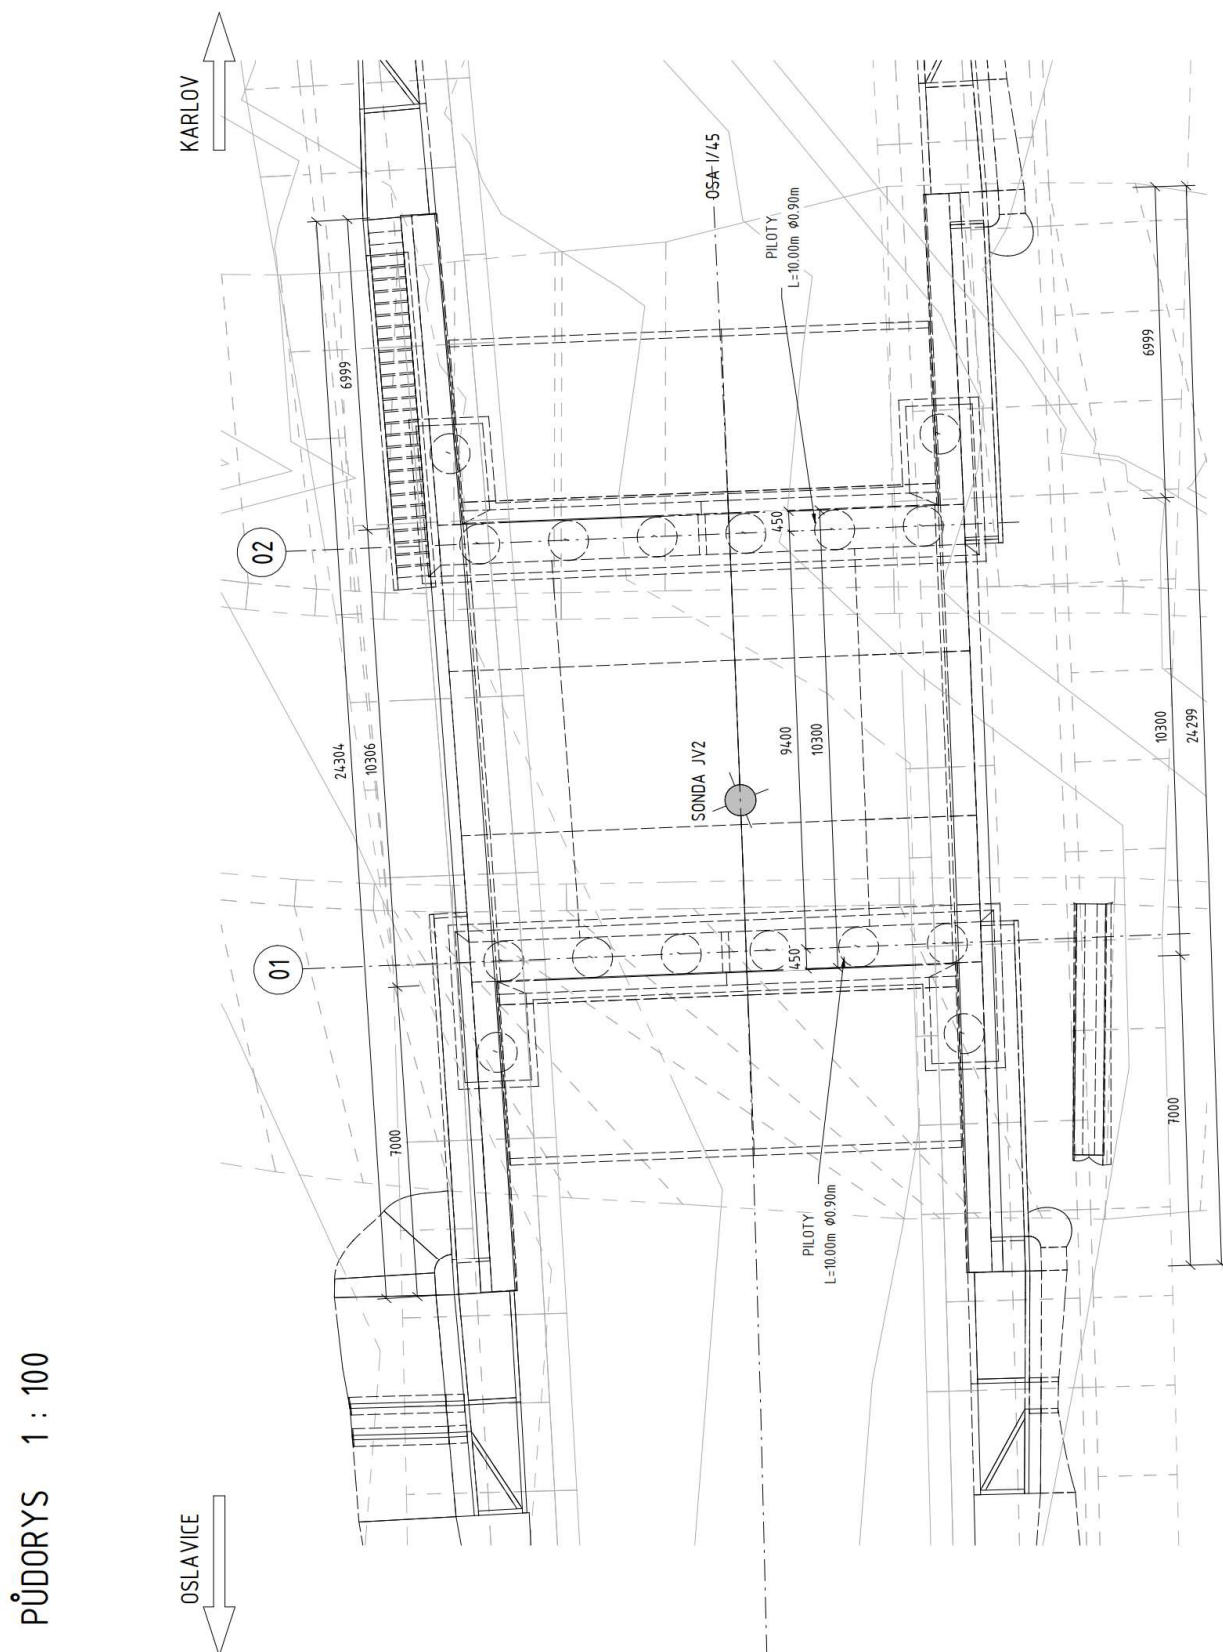 PŮDORYS 1 : 100
OSLAVICE
KARLOV
01
02
24304
6999
10306
7000
OSA I/45
PILOTY
L=10.00m Ø0.90m
450
SONDA JV2
9400
10300
450
PILOTY
L=10.00m Ø0.90m
6999
10300
24299
7000